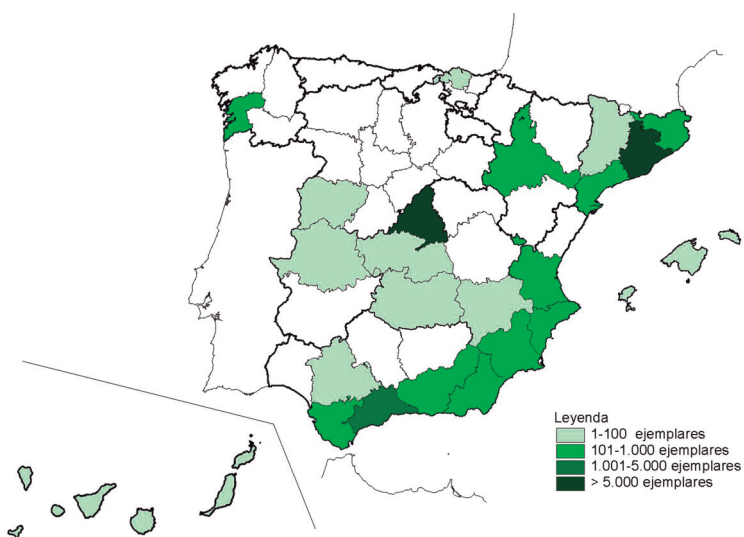 Leyenda
1-100 ejemplares
101-1.000 ejemplares
1.001-5.000 ejemplares
> 5.000 ejemplares